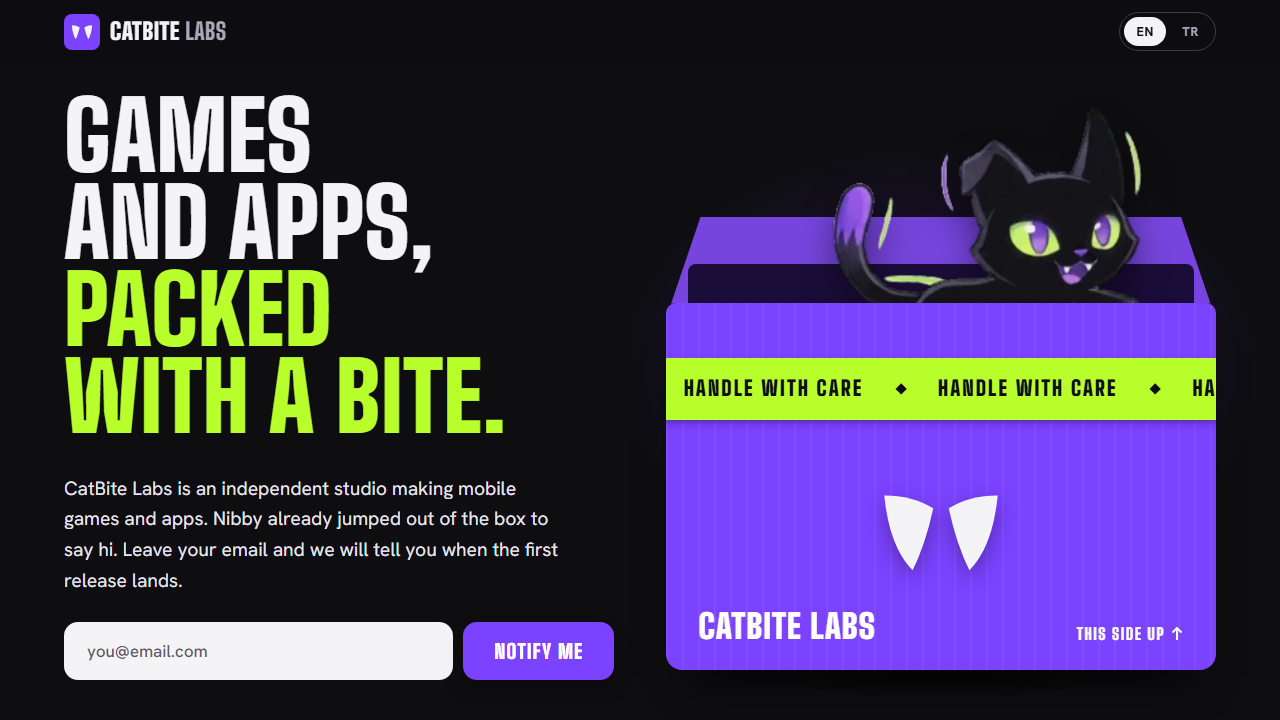 CATBITE LABS
EN TR
GAMES
AND APPS,
PACKED
WITH A BITE.
CatBite Labs is an independent studio making mobile
games and apps. Nibby already jumped out of the box to
say hi. Leave your email and we will tell you when the first
release lands.
you@email.com
NOTIFY ME
HANDLE WITH CARE ◆ HANDLE WITH CARE ◆ HA
CATBITE LABS
THIS SIDE UP ↑